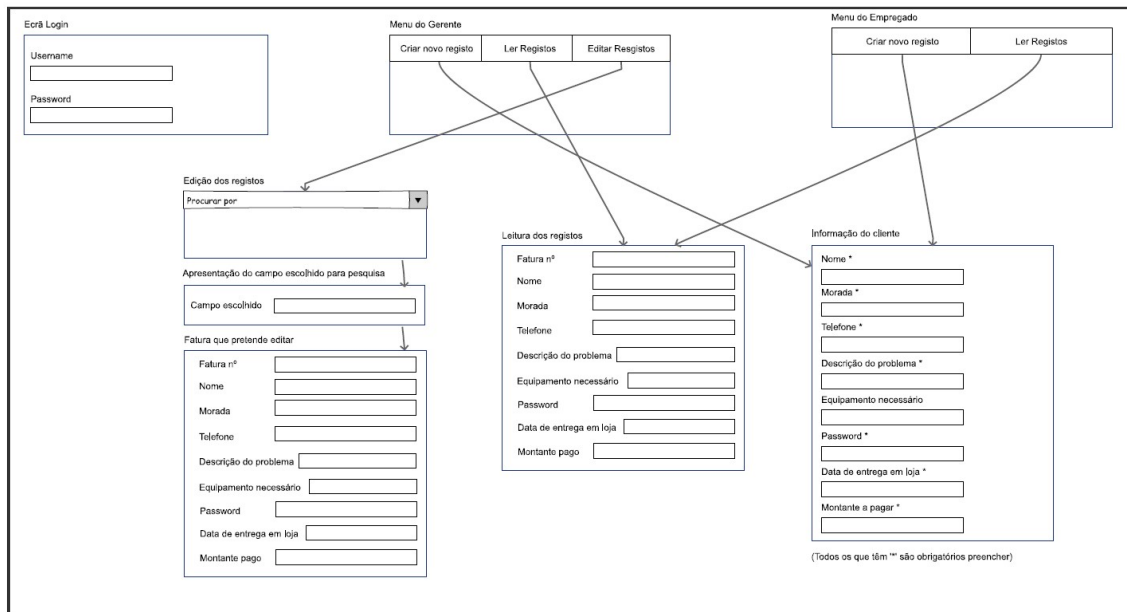 Ecrã Login
Username
Password
Menu do Gerente
Criar novo registo
Ler Registos
Editar Resgistos
Menu do Empregado
Criar novo registo
Ler Registos
Edição dos registos
Procurar por
Apresentação do campo escolhido para pesquisa
Campo escolhido
Fatura que pretende editar
Fatura nº
Nome
Morada
Telefone
Descrição do problema
Equipamento necessário
Password
Data de entrega em loja
Montante pago
Leitura dos registos
Fatura nº
Nome
Morada
Telefone
Descrição do problema
Equipamento necessário
Password
Data de entrega em loja
Montante pago
Informação do cliente
Nome *
Morada *
Telefone *
Descrição do problema *
Equipamento necessário
Password *
Data de entrega em loja *
Montante a pagar *
(Todos os que têm "*" são obrigatórios preencher)